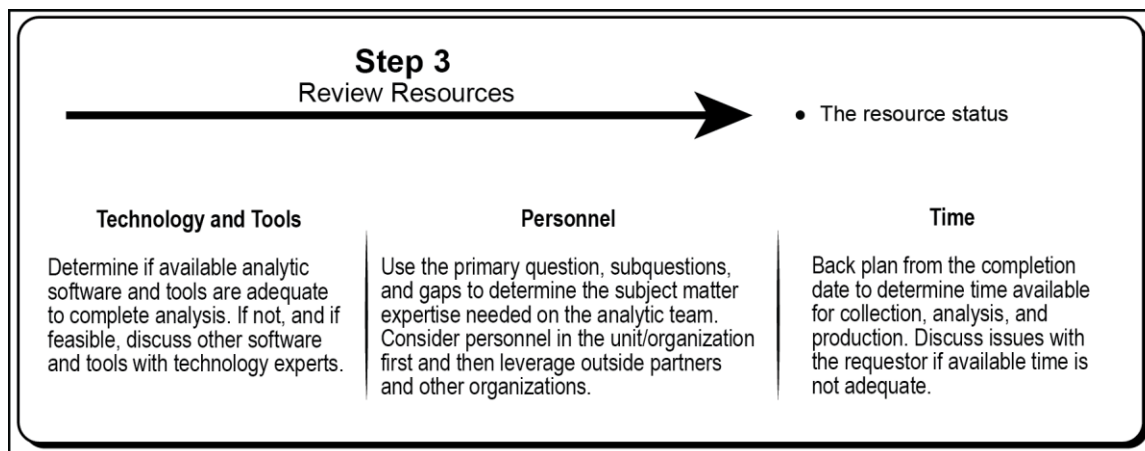 Step 3
Review Resources
• The resource status
Technology and Tools
Determine if available analytic
software and tools are adequate
to complete analysis. If not, and if
feasible, discuss other software
and tools with technology experts.
Personnel
Use the primary question, subquestions,
and gaps to determine the subject matter
expertise needed on the analytic team.
Consider personnel in the unit/organization
first and then leverage outside partners
and other organizations.
Time
Back plan from the completion
date to determine time available
for collection, analysis, and
production. Discuss issues with
the requestor if available time is
not adequate.